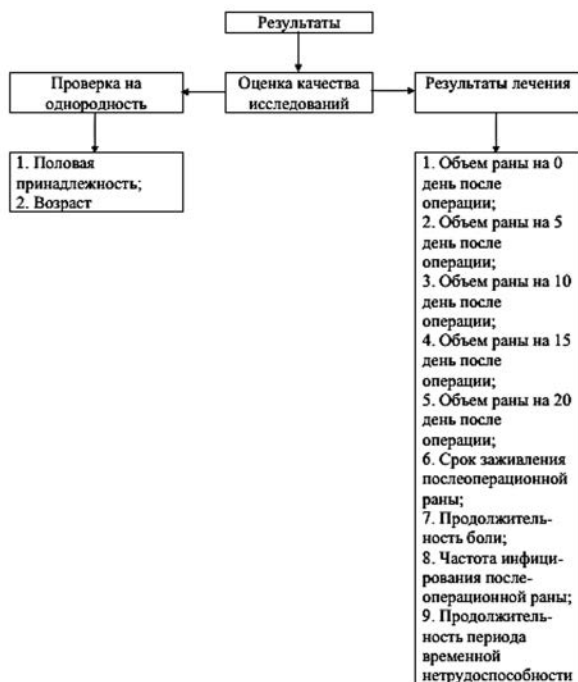 Результаты
Проверка на
однородность
Оценка качества
исследований
Результаты лечения
1. Половая
принадлежность;
2. Возраст
1. Объем раны на 0
день после
операции;
2. Объем раны на 5
день после
операции;
3. Объем раны на 10
день после
операции;
4. Объем раны на 15
день после
операции;
5. Объем раны на 20
день после
операции;
6. Срок заживления
послеоперационной
раны;
7. Продолжитель-
ность боли;
8. Частота инфици-
рования после-
операционной раны;
9. Продолжитель-
ность периода
временной
нетрудоспособности